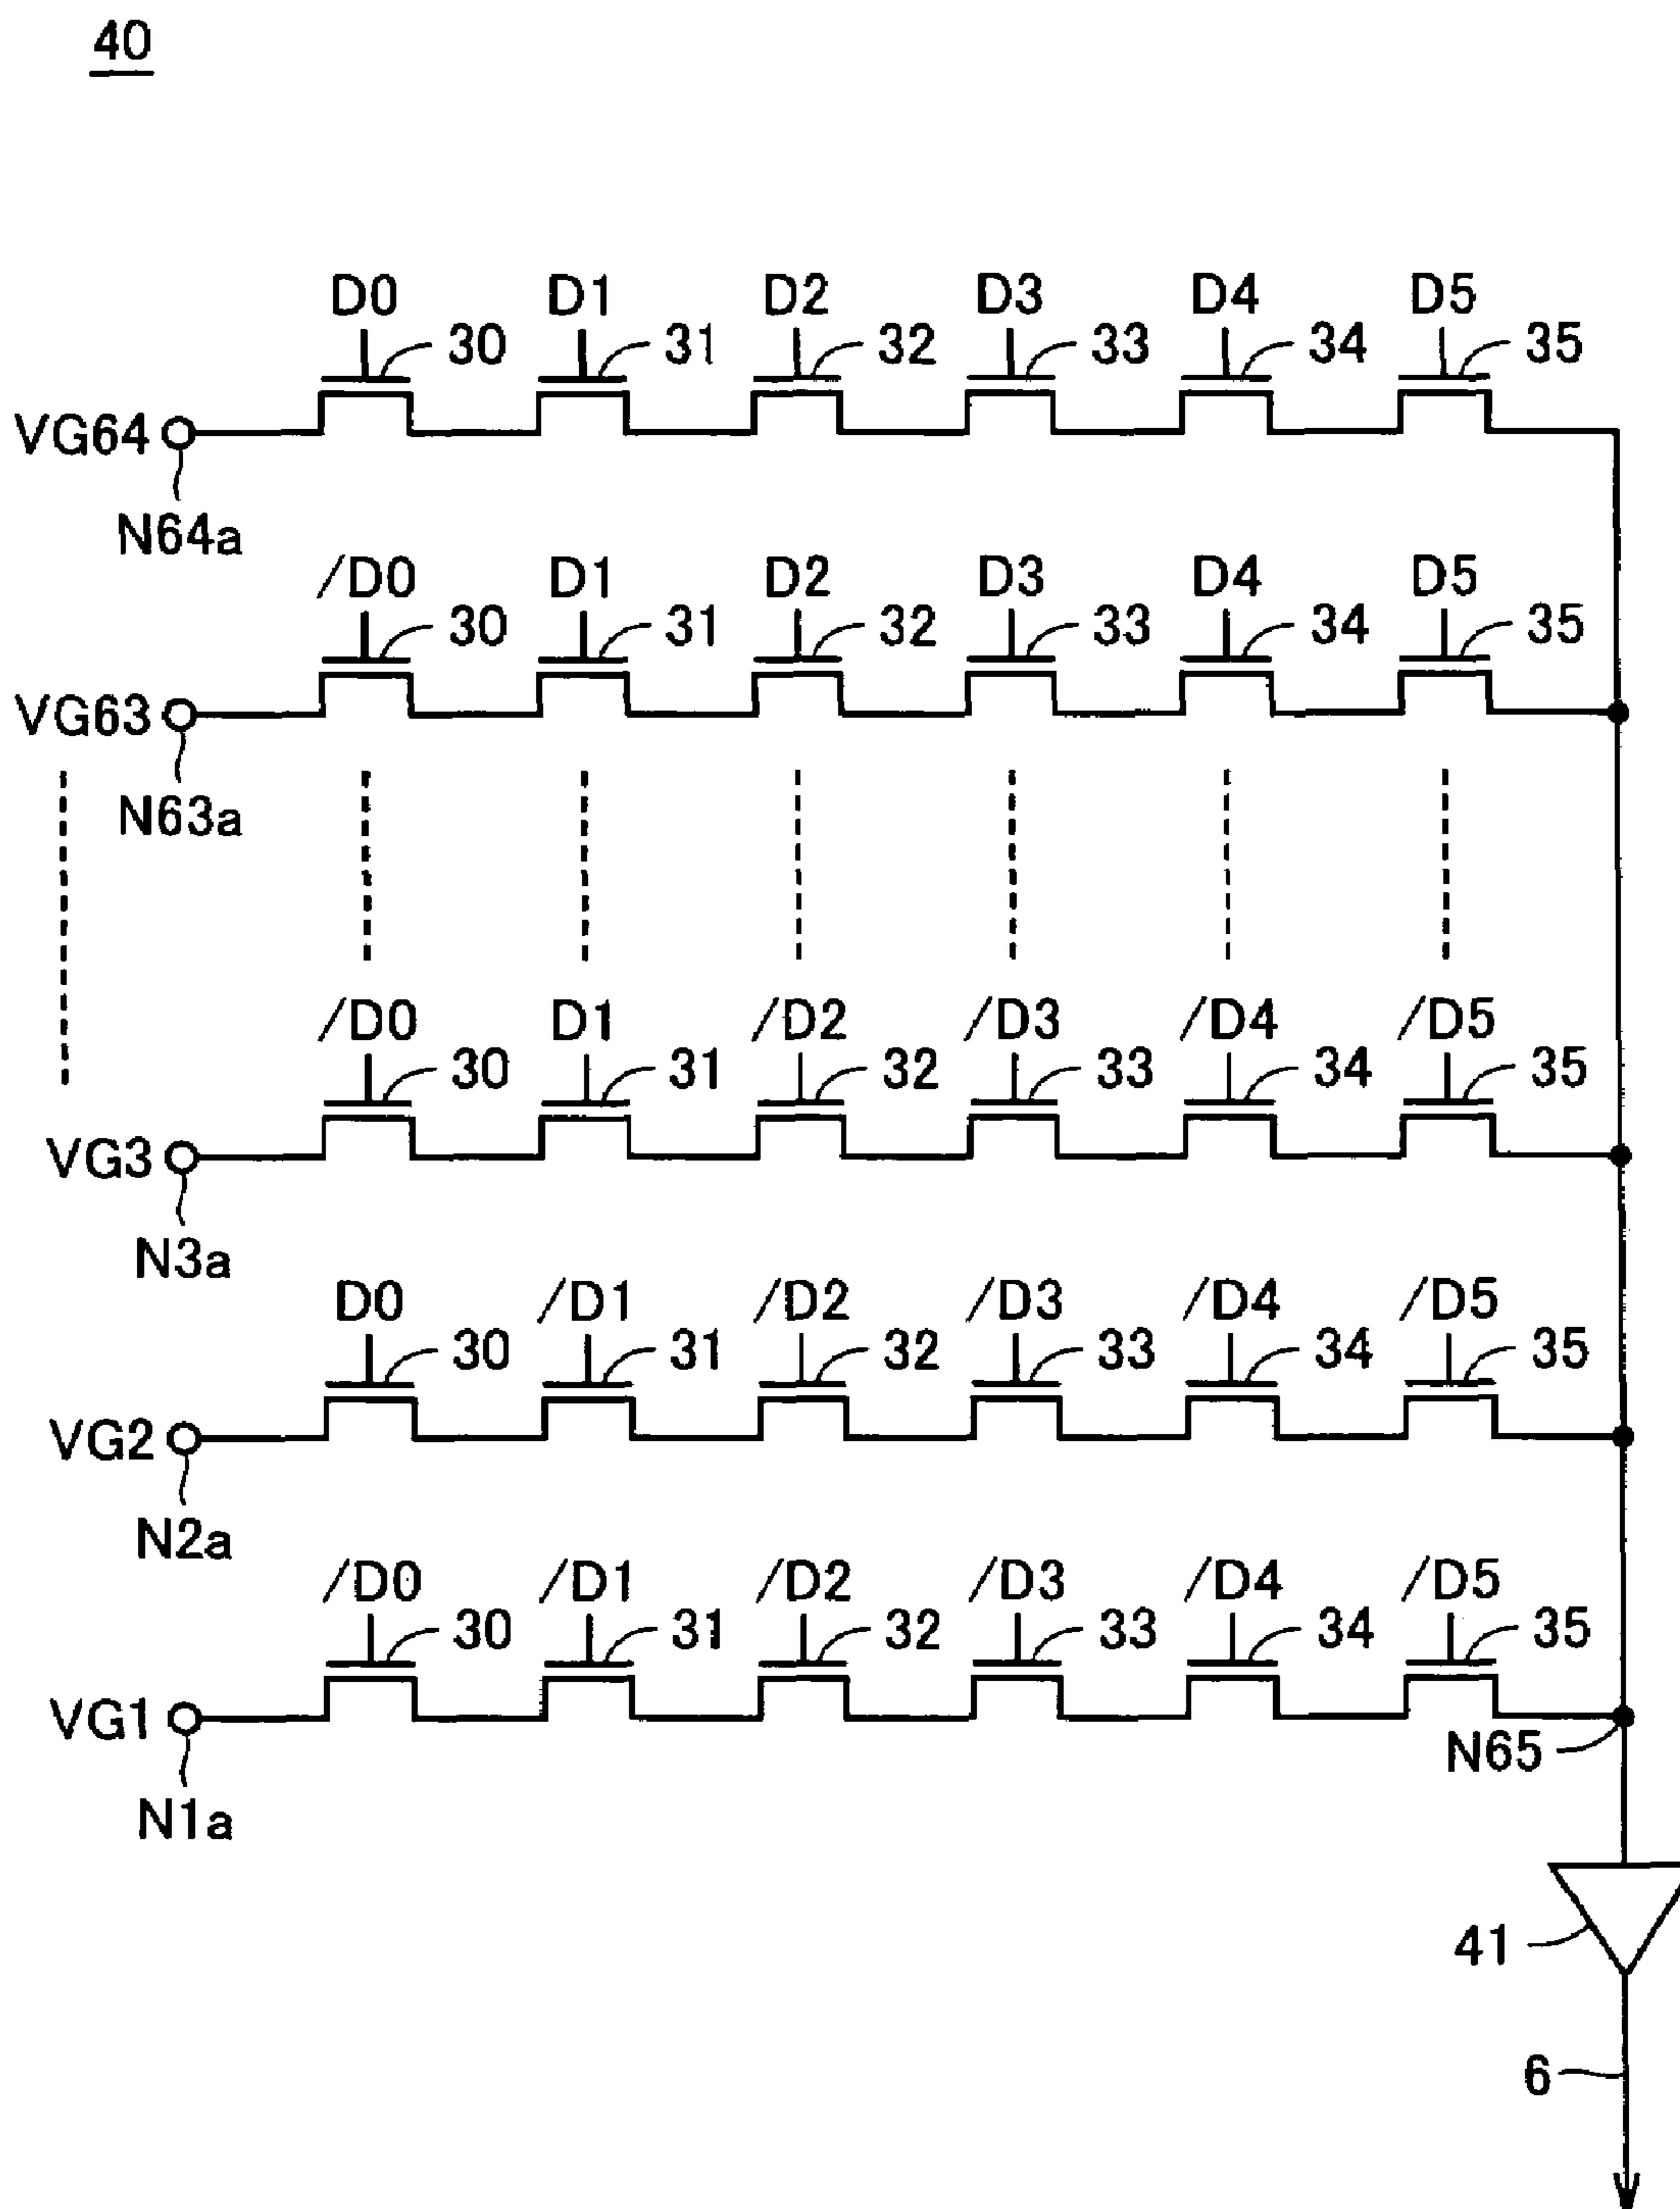 40
D0 D1 D2 D3 D4 D5
30 31 32 33 34 35
VG64
N64a
/D0 D1 D2 D3 D4 D5
30 31 32 33 34 35
VG63
N63a
/D0 D1 /D2 /D3 /D4 /D5
30 31 32 33 34 35
VG3
N3a
D0 /D1 /D2 /D3 /D4 /D5
30 31 32 33 34 35
VG2
N2a
/D0 /D1 /D2 /D3 /D4 /D5
30 31 32 33 34 35
VG1
N65
N1a
41
6